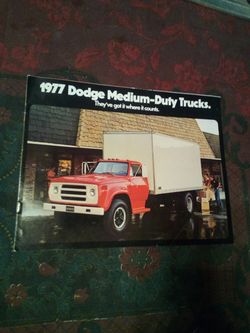 1977 Dodge Medium-Duty Trucks.
They've got it where it counts.